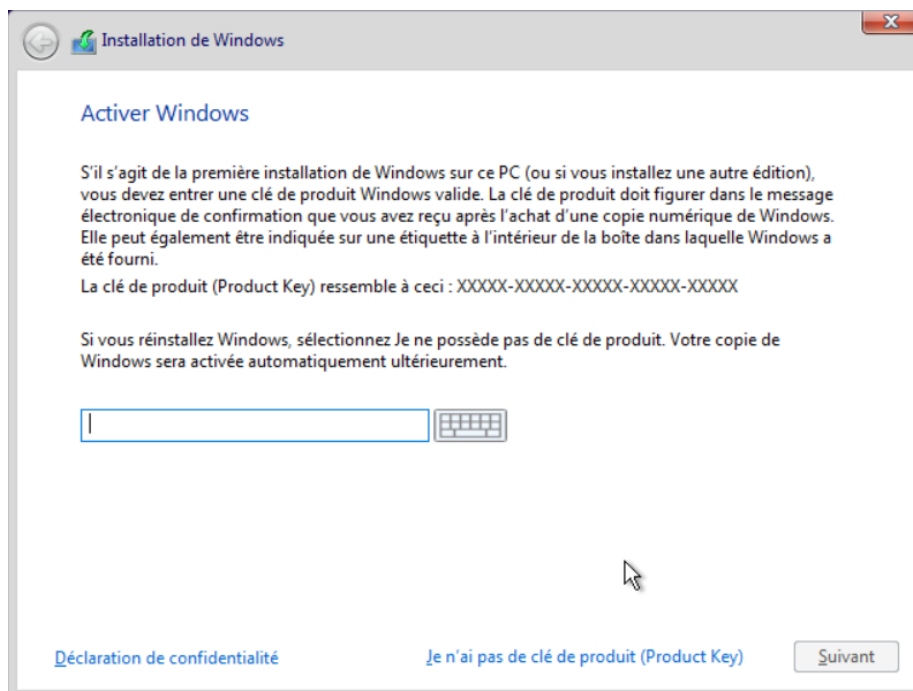 Installation de Windows
Activer Windows
S'il s'agit de la première installation de Windows sur ce PC (ou si vous installez une autre édition),
vous devez entrer une clé de produit Windows valide. La clé de produit doit figurer dans le message
électronique de confirmation que vous avez reçu après l'achat d'une copie numérique de Windows.
Elle peut également être indiquée sur une étiquette à l'intérieur de la boîte dans laquelle Windows a
été fourni.
La clé de produit (Product Key) ressemble à ceci : XXXXX-XXXXX-XXXXX-XXXXX-XXXXX
Si vous réinstallez Windows, sélectionnez Je ne possède pas de clé de produit. Votre copie de
Windows sera activée automatiquement ultérieurement.
Déclaration de confidentialité
Je n'ai pas de clé de produit (Product Key)
Suivant